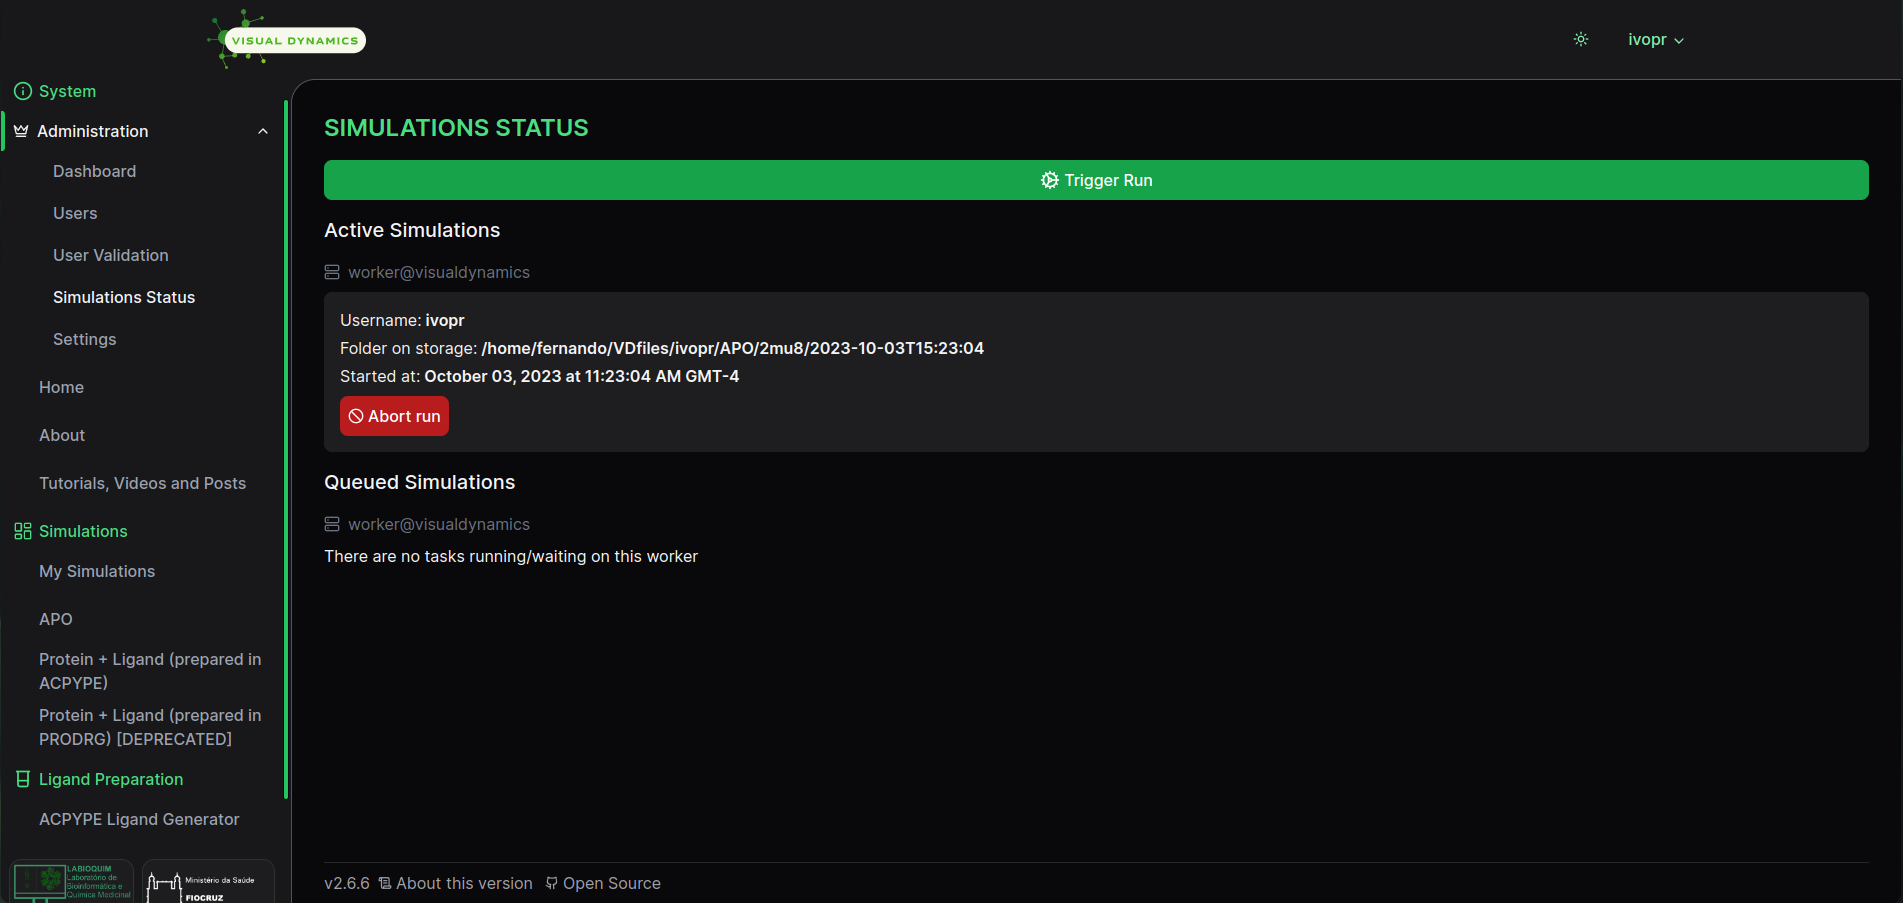 VISUAL DYNAMICS
ivopr
System
Administration
Dashboard
Users
User Validation
Simulations Status
Settings
Home
About
Tutorials, Videos and Posts
Simulations
My Simulations
APO
Protein + Ligand (prepared in
ACPYPE)
Protein + Ligand (prepared in
PRODRG) [DEPRECATED]
Ligand Preparation
ACPYPE Ligand Generator
LABIOQUIM
Laboratório de
Bioinformática e
Química Medicinal
Ministério da Saúde
FIOCRUZ
SIMULATIONS STATUS
Trigger Run
Active Simulations
worker@visualdynamics
Username: ivopr
Folder on storage: /home/fernando/VDfiles/ivopr/APO/2mu8/2023-10-03T15:23:04
Started at: October 03, 2023 at 11:23:04 AM GMT-4
Abort run
Queued Simulations
worker@visualdynamics
There are no tasks running/waiting on this worker
v2.6.6 About this version Open Source